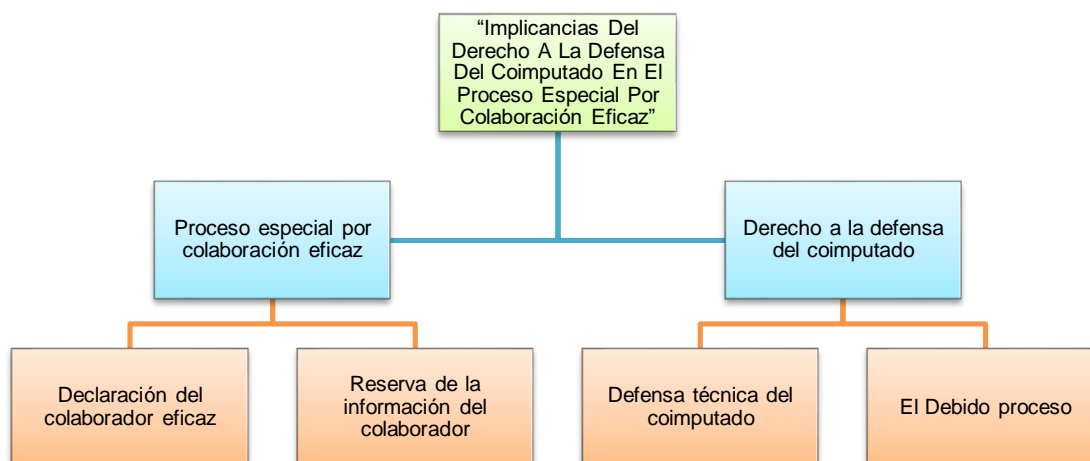 “Implicancias Del
Derecho A La Defensa
Del Coimputado En El
Proceso Especial Por
Colaboración Eficaz”
Proceso especial por
colaboración eficaz
Derecho a la defensa
del coimputado
Declaración del
colaborador eficaz
Reserva de la
información del
colaborador
Defensa técnica del
coimputado
El Debido proceso